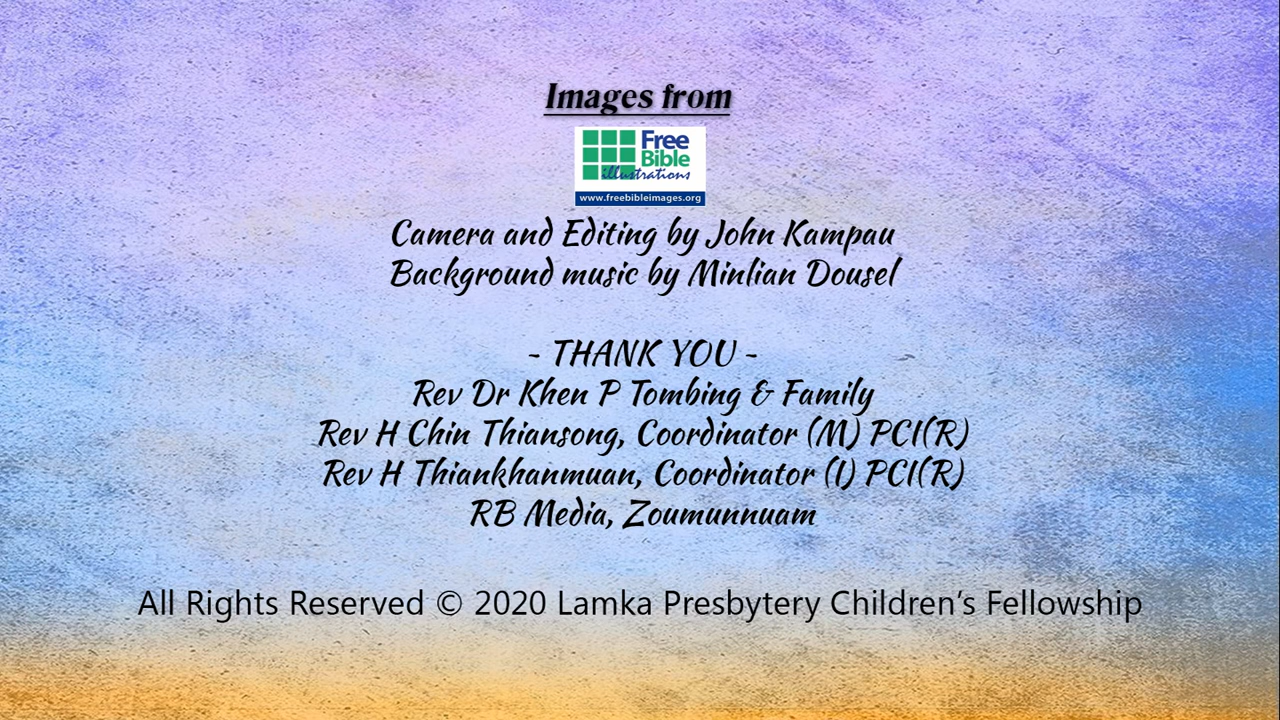 Images from
Free
Bible
illustrations
www.freebibleimages.org
Camera and Editing by John Kampau
Background music by Minlian Dousel
~ THANK YOU ~
Rev Dr Khen P Tombing & Family
Rev H Chin Thiansong, Coordinator (M) PCI(R)
Rev H Thiankhanmuan, Coordinator (I) PCI(R)
RB Media, Zoumunnuam
All Rights Reserved © 2020 Lamka Presbytery Children’s Fellowship